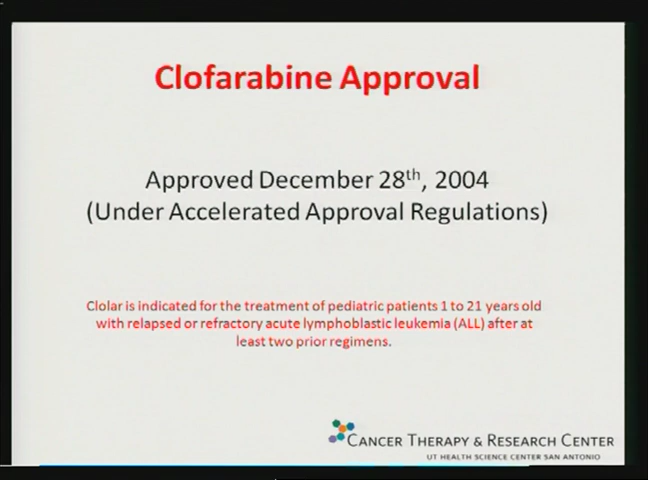 Clofarabine Approval
Approved December 28th, 2004
(Under Accelerated Approval Regulations)
Clolar is indicated for the treatment of pediatric patients 1 to 21 years old
with relapsed or refractory acute lymphoblastic leukemia (ALL) after at
least two prior regimens.
CANCER THERAPY & RESEARCH CENTER
UT HEALTH SCIENCE CENTER SAN ANTONIO